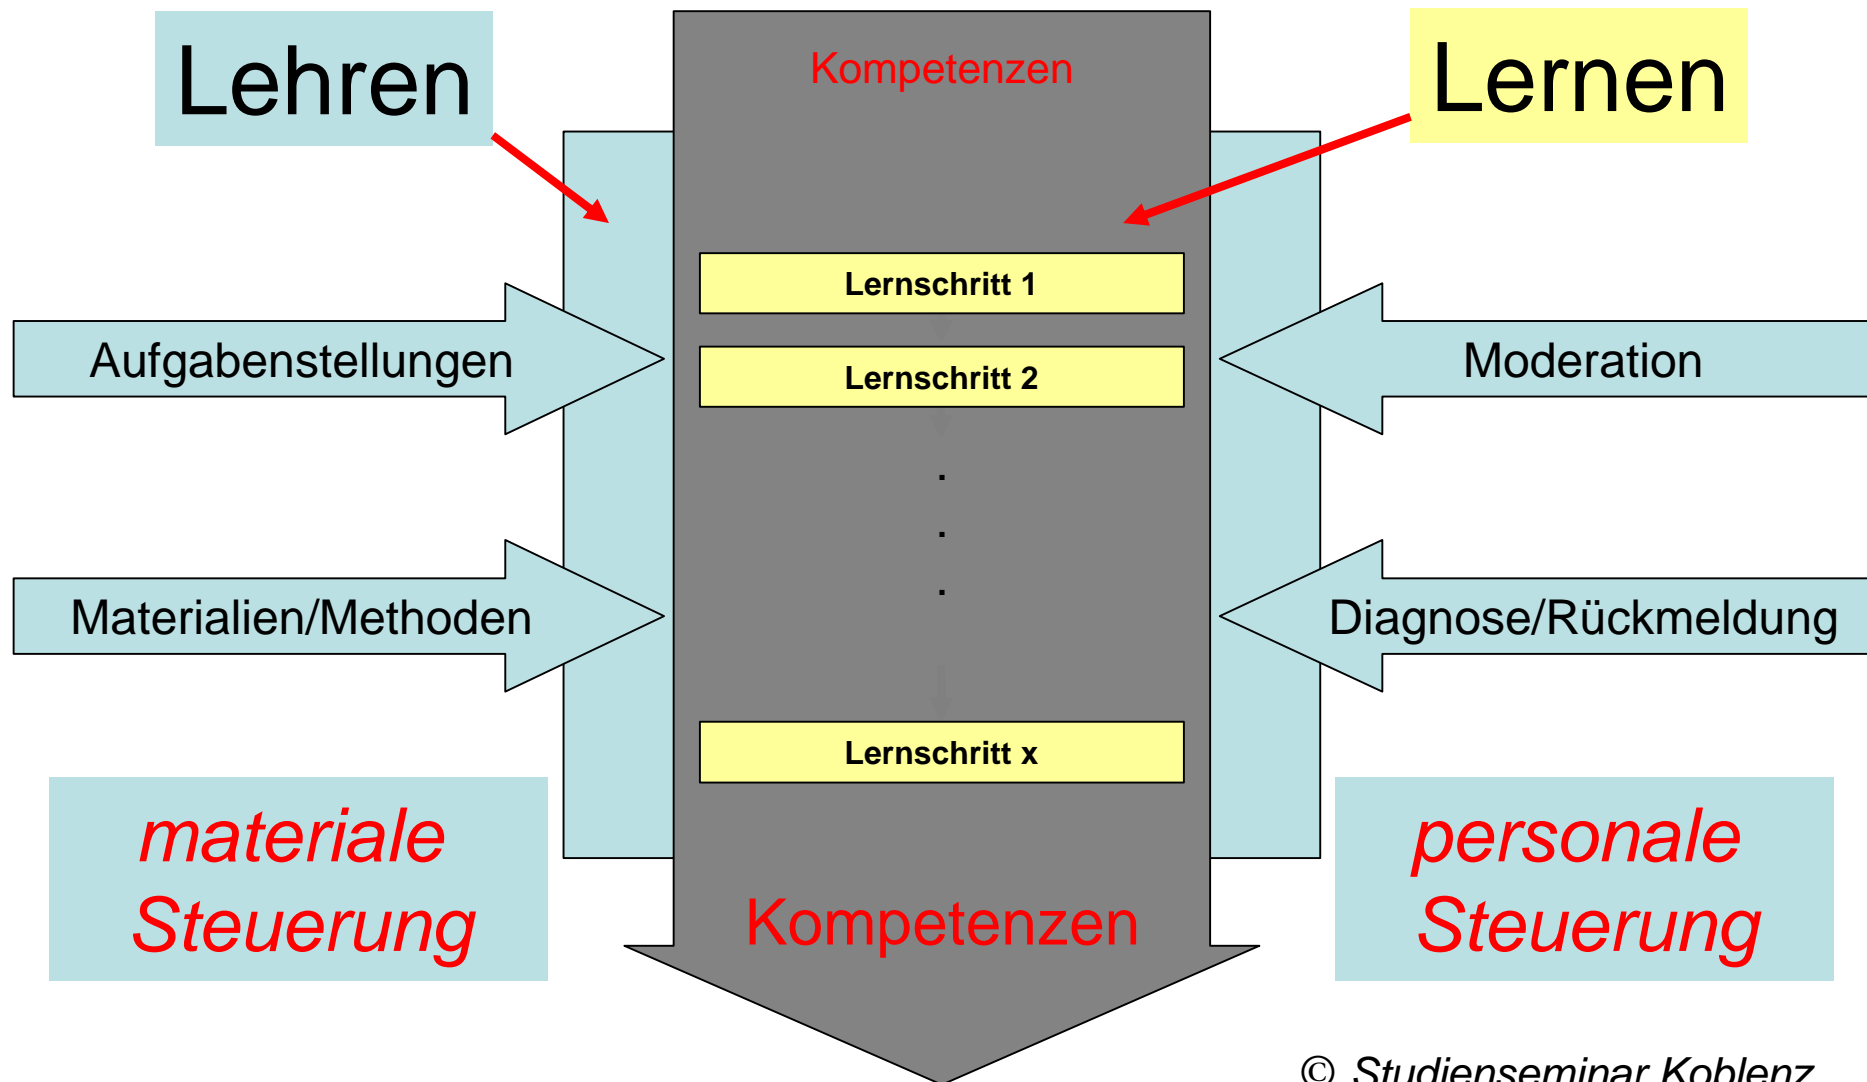 Lehren
Kompetenzen
Lernen
Lernschritt 1
Aufgabenstellungen
Lernschritt 2
Moderation
.
.
.
Materialien/Methoden
Diagnose/Rückmeldung
Lernschritt x
materiale
Steuerung
Kompetenzen
personale
Steuerung
© Studienseminar Koblenz